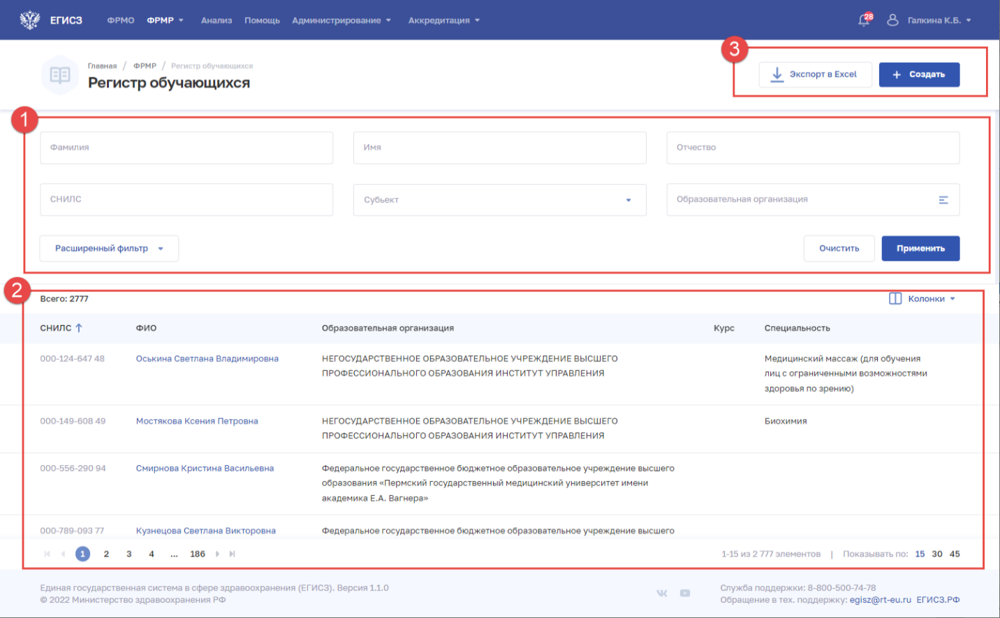 ЕГИСЗ ФРМО ФРМР Анализ Помощь Администрирование Аккредитация 28 Галкина К.Б.
3
Главная / ФРМР / Регистр обучающихся
Регистр обучающихся
Экспорт в Excel + Создать
1
Фамилия Имя Отчество
СНИЛС Субъект Образовательная организация
Расширенный фильтр Очистить Применить
2
Всего: 2777 Колонки
СНИЛС ФИО Образовательная организация Курс Специальность
000-124-647 48 Оськина Светлана Владимировна НЕГОСУДАРСТВЕННОЕ ОБРАЗОВАТЕЛЬНОЕ УЧРЕЖДЕНИЕ ВЫСШЕГО Медицинский массаж (для обучения
ПРОФЕССИОНАЛЬНОГО ОБРАЗОВАНИЯ ИНСТИТУТ УПРАВЛЕНИЯ лиц с ограниченными возможностями
здоровья по зрению)
000-149-608 49 Мостякова Ксения Петровна НЕГОСУДАРСТВЕННОЕ ОБРАЗОВАТЕЛЬНОЕ УЧРЕЖДЕНИЕ ВЫСШЕГО Биохимия
ПРОФЕССИОНАЛЬНОГО ОБРАЗОВАНИЯ ИНСТИТУТ УПРАВЛЕНИЯ
000-556-290 94 Смирнова Кристина Васильевна Федеральное государственное бюджетное образовательное учреждение высшего
образования «Пермский государственный медицинский университет имени
академика Е.А. Вагнера»
000-789-093 77 Кузнецова Светлана Викторовна Федеральное государственное бюджетное образовательное учреждение высшего
1 2 3 4 ... 186 1-15 из 2 777 элементов | Показывать по: 15 30 45
Единая государственная система в сфере здравоохранения (ЕГИСЗ). Версия 1.1.0 Служба поддержки: 8-800-500-74-78
© 2022 Министерство здравоохранения РФ Обращение в тех. поддержку: egisz@rt-eu.ru ЕГИСЗ.РФ